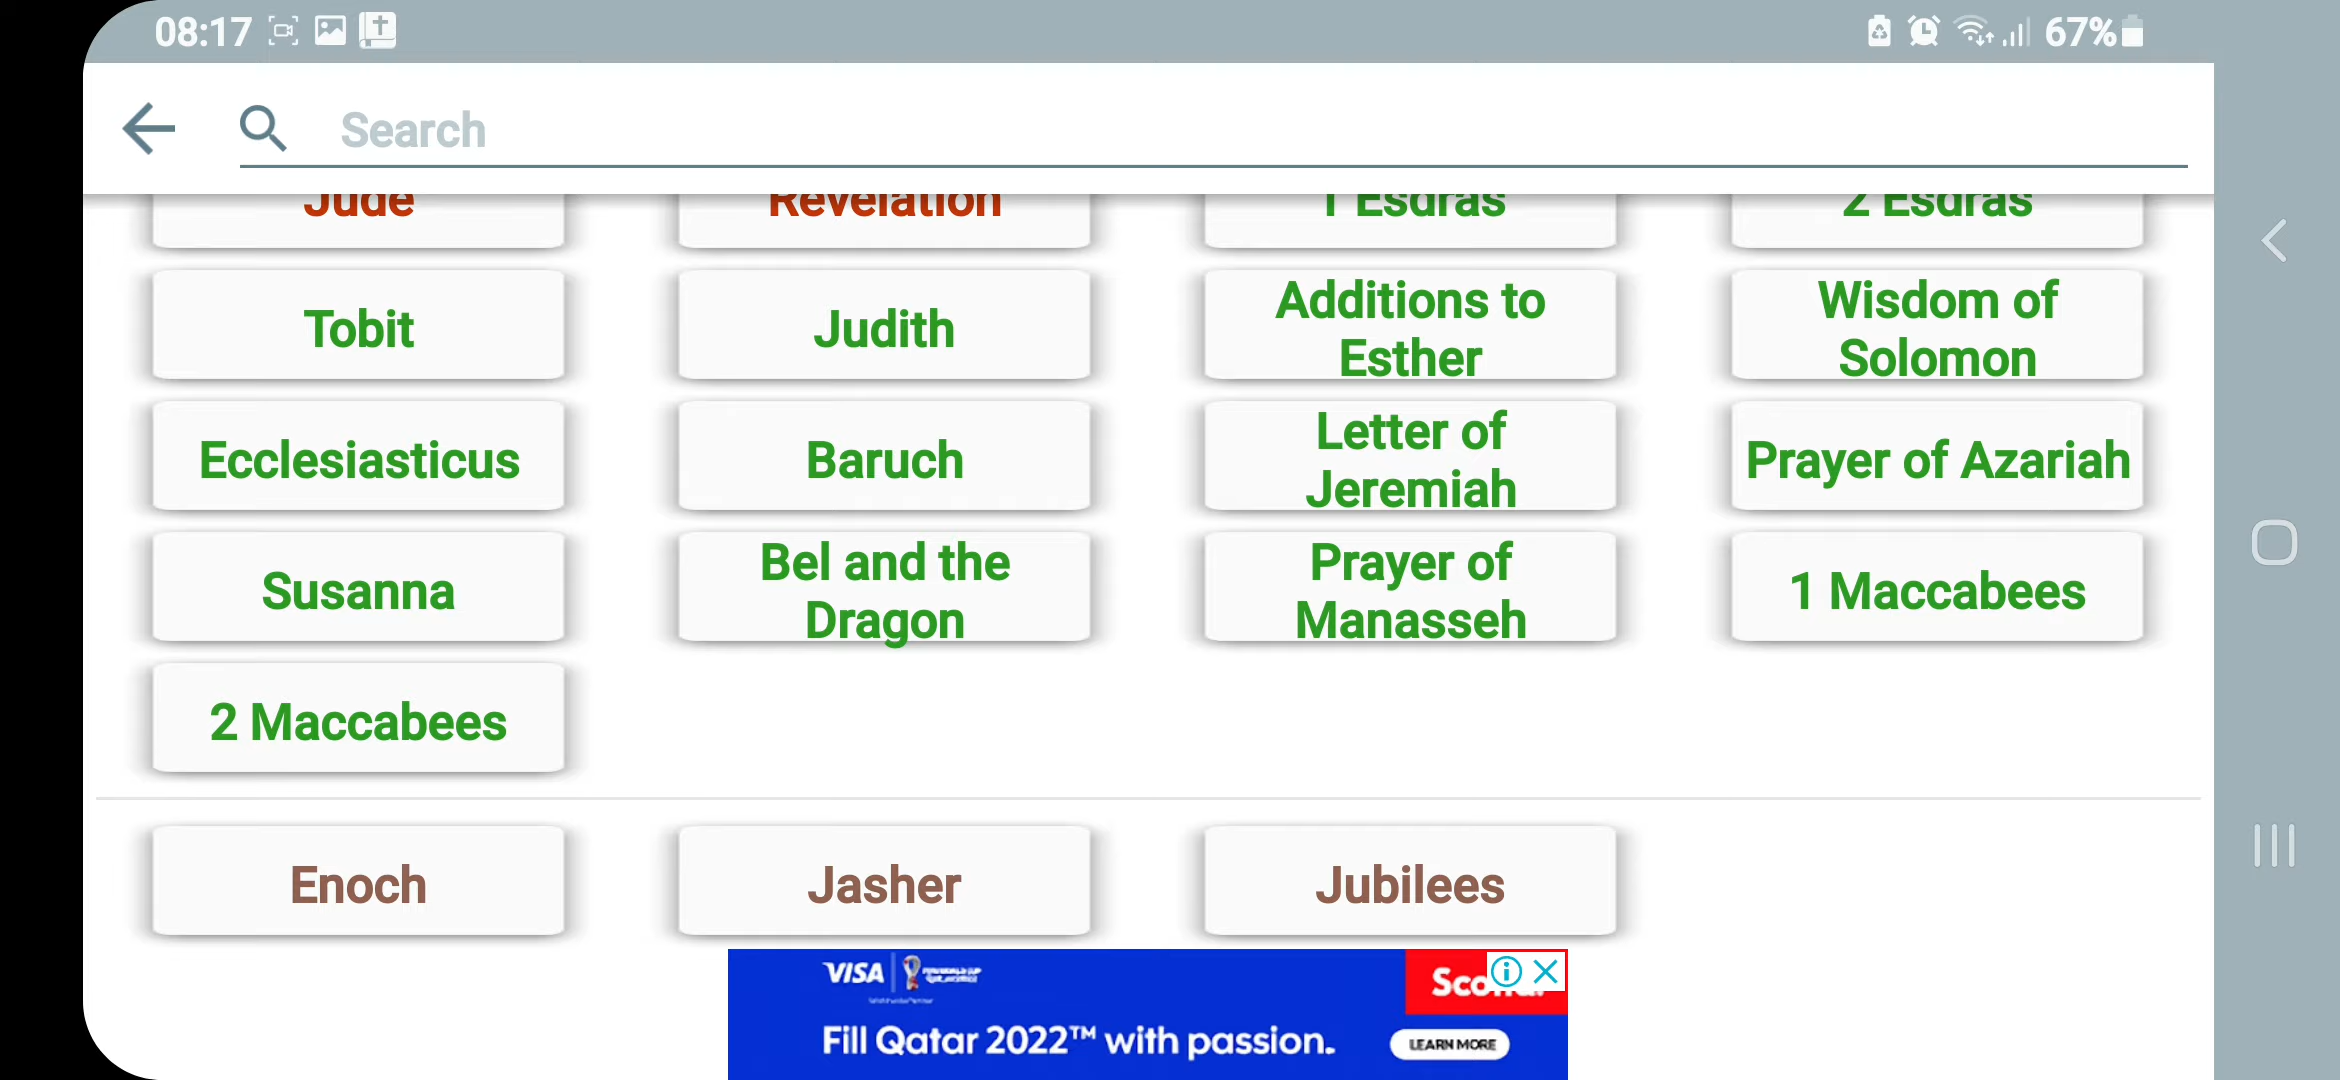 08:17 67%
Search
Jude Revelation 1 Esdras 2 Esdras
Tobit Judith Additions to Esther Wisdom of Solomon
Ecclesiasticus Baruch Letter of Jeremiah Prayer of Azariah
Susanna Bel and the Dragon Prayer of Manasseh 1 Maccabees
2 Maccabees
Enoch Jasher Jubilees
VISA
Fill Qatar 2022™ with passion.
LEARN MORE